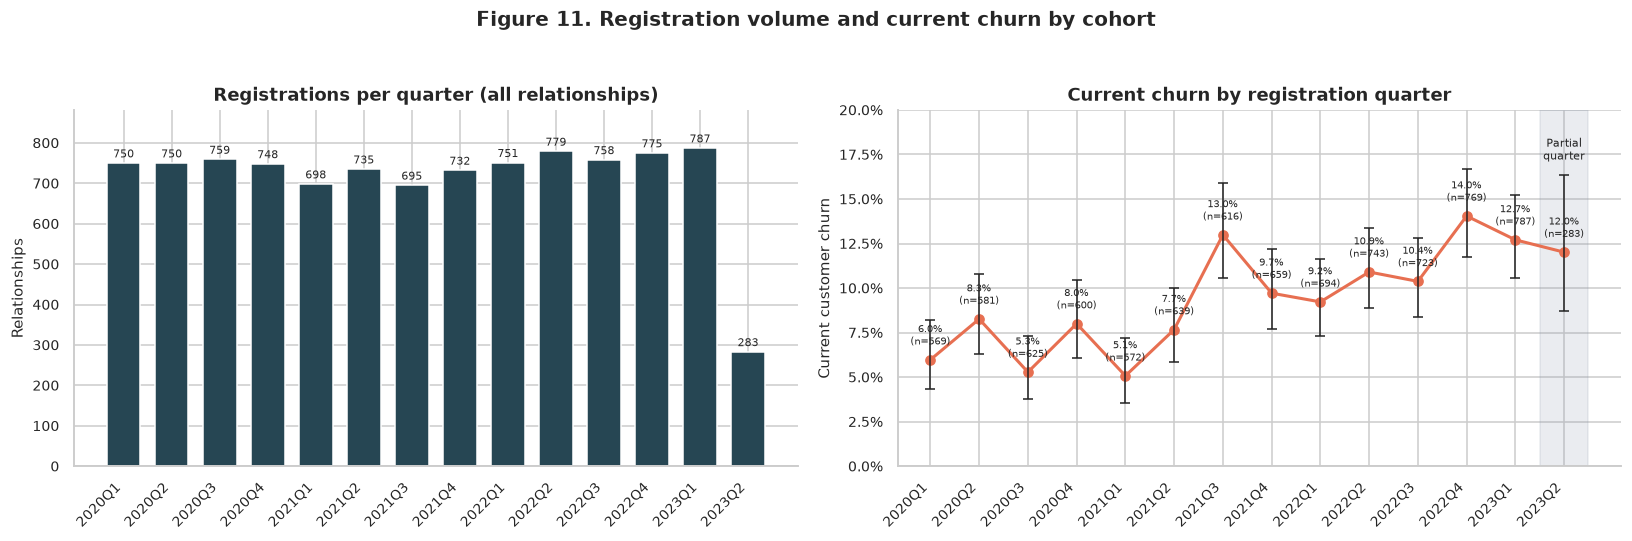 Figure 11. Registration volume and current churn by cohort
Registrations per quarter (all relationships)
Relationships
800
700
600
500
400
300
200
100
0
750
750
759
748
698
735
695
732
751
779
758
775
787
283
2020Q1
2020Q2
2020Q3
2020Q4
2021Q1
2021Q2
2021Q3
2021Q4
2022Q1
2022Q2
2022Q3
2022Q4
2023Q1
2023Q2
Current churn by registration quarter
Current customer churn
20.0%
17.5%
15.0%
12.5%
10.0%
7.5%
5.0%
2.5%
0.0%
6.0%
(n=569)
8.3%
(n=581)
5.3%
(n=625)
8.0%
(n=600)
5.1%
(n=572)
7.7%
(n=639)
13.0%
(n=616)
9.7%
(n=659)
9.2%
(n=694)
10.9%
(n=743)
10.4%
(n=723)
14.0%
(n=769)
12.7%
(n=787)
12.0%
(n=283)
Partial
quarter
2020Q1
2020Q2
2020Q3
2020Q4
2021Q1
2021Q2
2021Q3
2021Q4
2022Q1
2022Q2
2022Q3
2022Q4
2023Q1
2023Q2